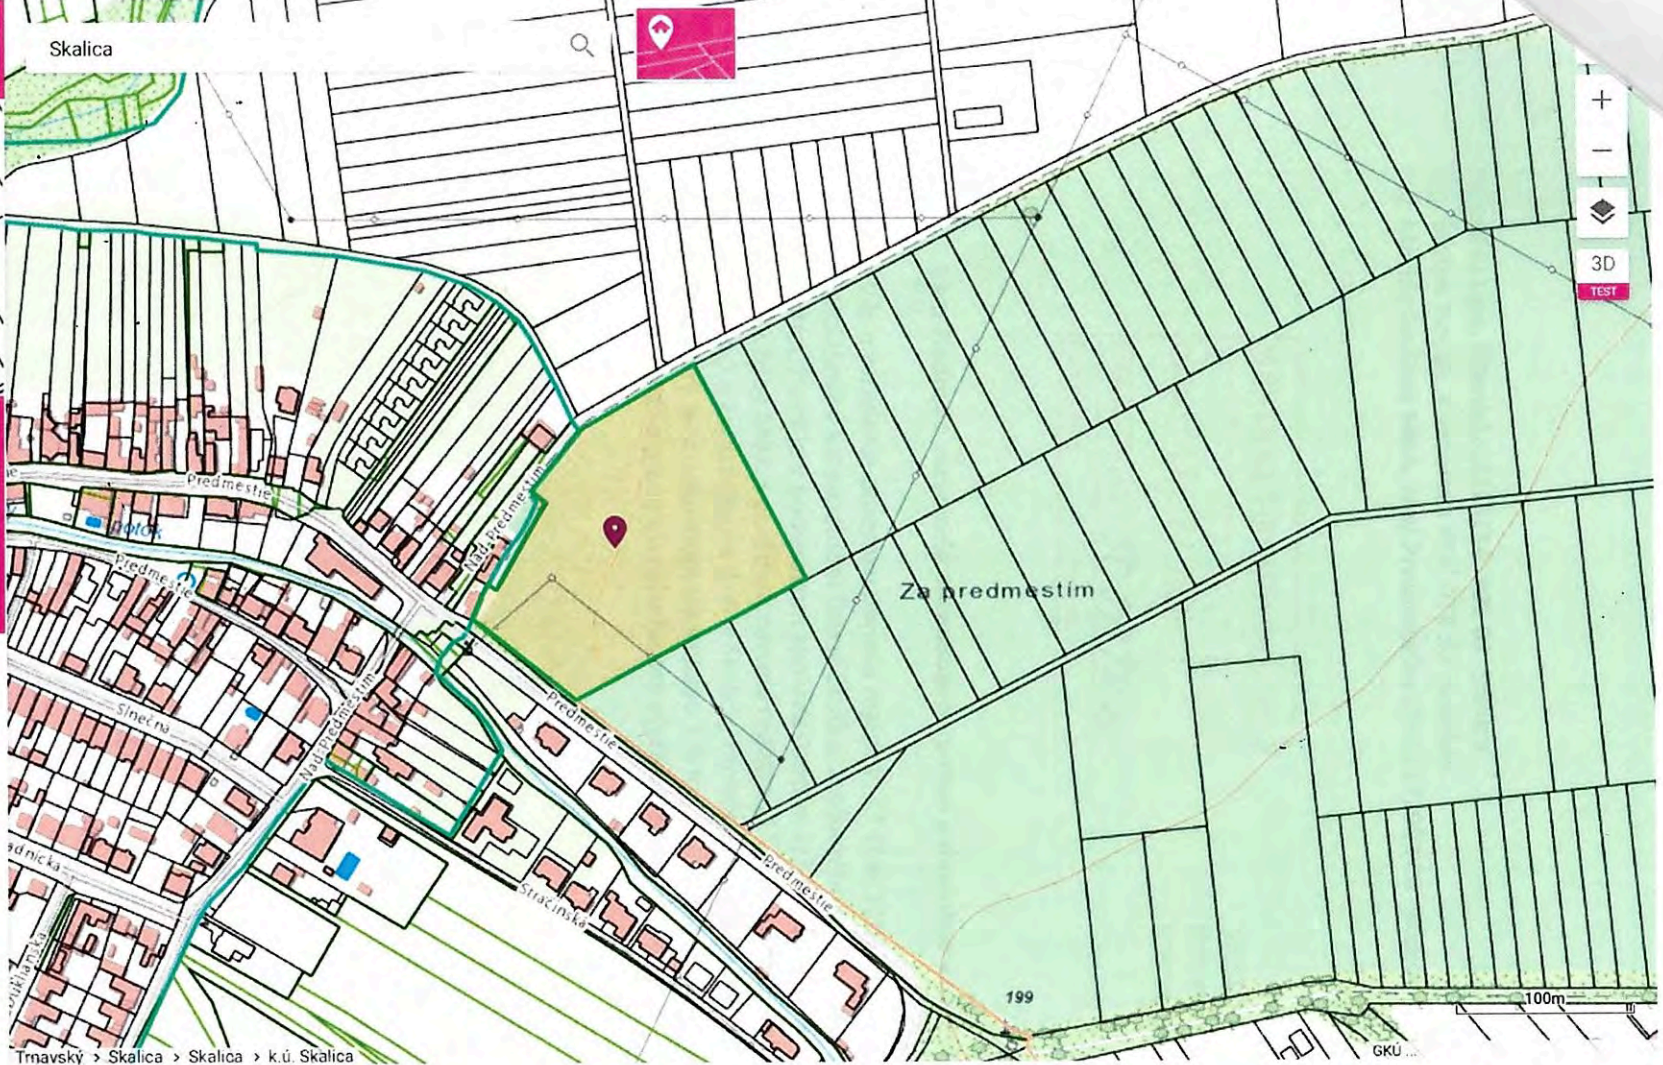 Skalica
+
−
3D
TEST
Predmestie
potok
Predmestie
Nad Predmestím
Za predmestím
Slnečná
Nad Predmestím
Predmestie
Predmestie
Stračinská
199
100m
GKÚ ...
Trnavský > Skalica > Skalica > k.ú. Skalica